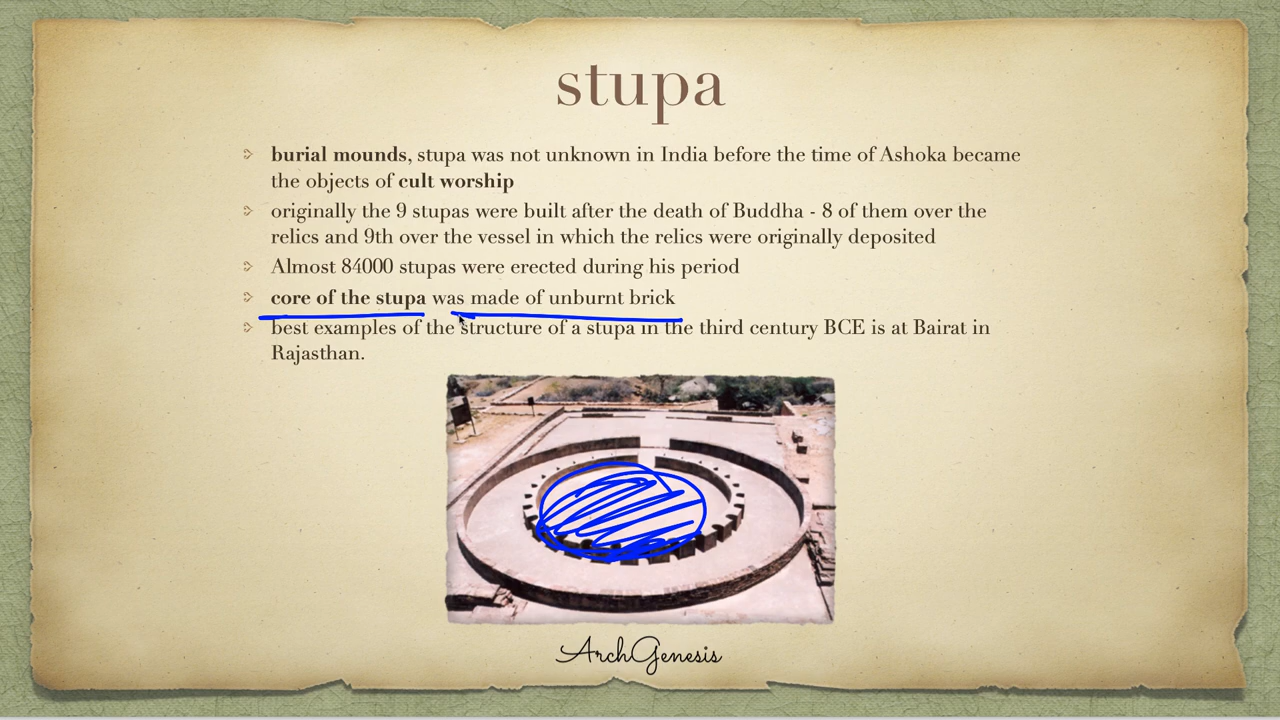 stupa
burial mounds, stupa was not unknown in India before the time of Ashoka became
the objects of cult worship
originally the 9 stupas were built after the death of Buddha - 8 of them over the
relics and 9th over the vessel in which the relics were originally deposited
Almost 84000 stupas were erected during his period
core of the stupa was made of unburnt brick
best examples of the structure of a stupa in the third century BCE is at Bairat in
Rajasthan.
ArchGenesis